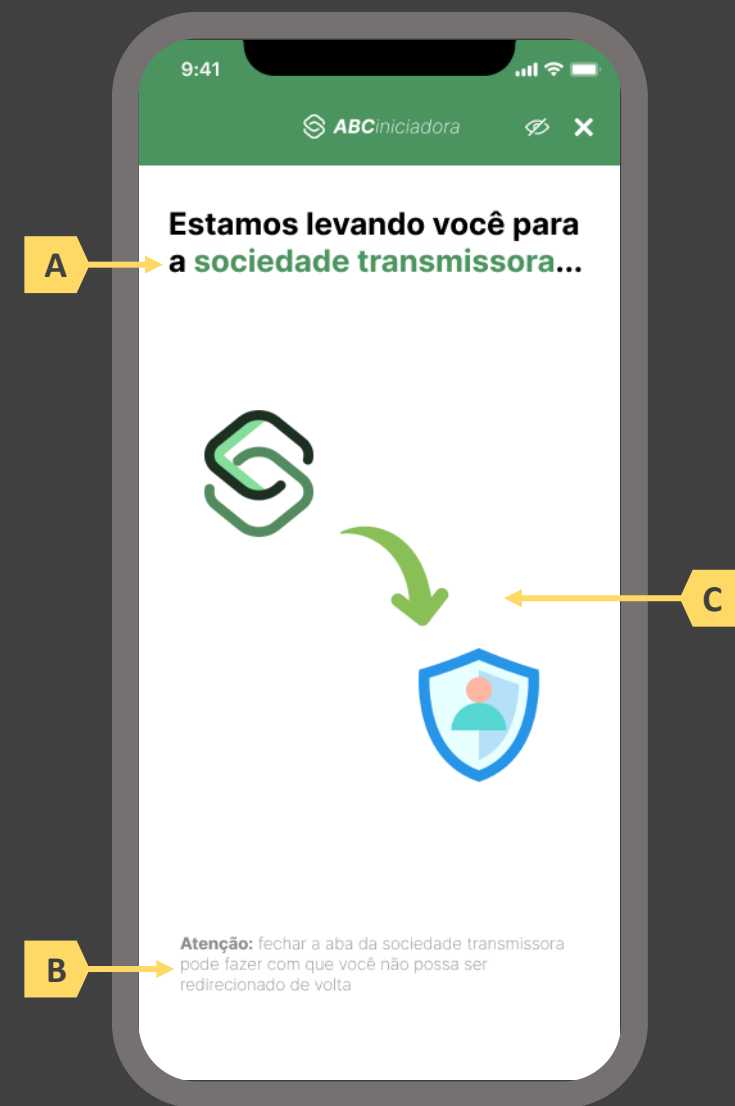 9:41
ABCiniciadora
Estamos levando você para
A
a sociedade transmissora...
C
Atenção: fechar a aba da sociedade transmissora
B
pode fazer com que você não possa ser
redirecionado de volta